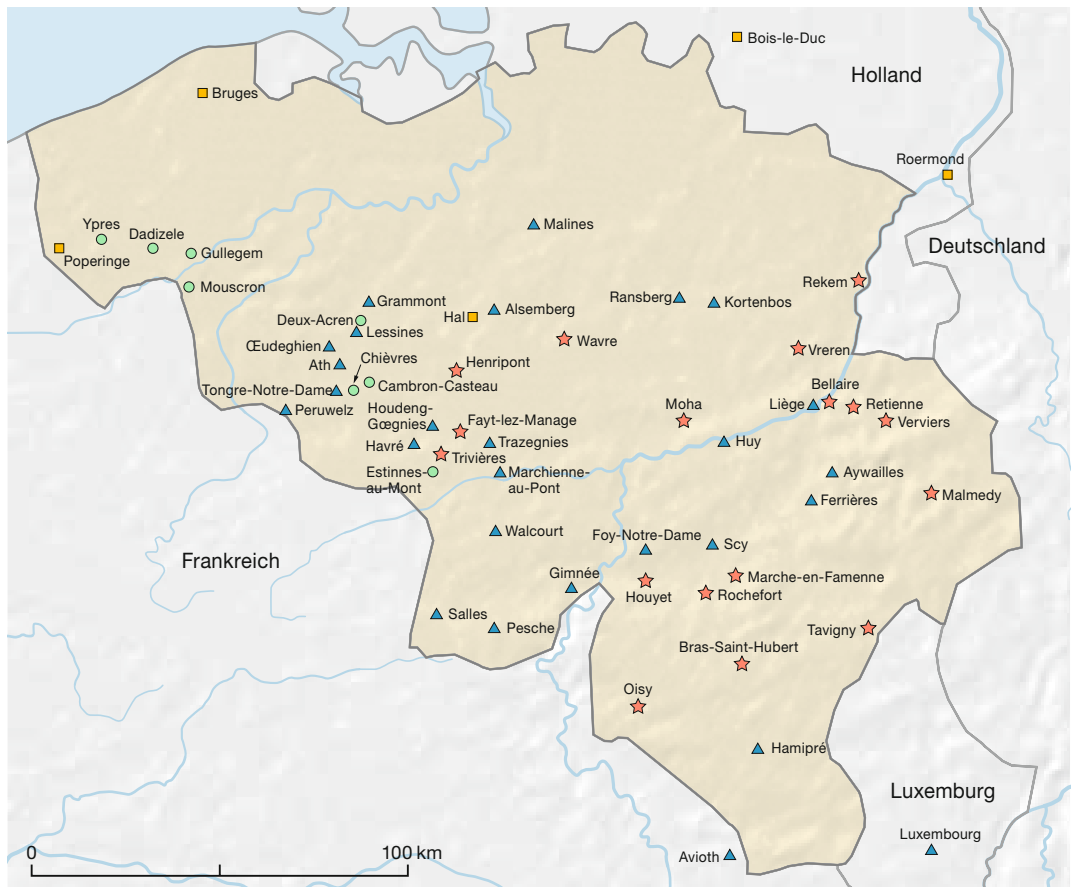 Bois-le-Duc
Holland
Bruges
Roermond
Ypres
Dadizele
Gullegem
Poperinge
Malines
Deutschland
Mouscron
Rekem
Grammont
Ransberg
Kortenbos
Alsemberg
Deux-Acren
Hal
Lessines
Wavre
Œudeghien
Vreren
Chièvres
Ath
Henripont
Tongre-Notre-Dame
Cambron-Casteau
Bellaire
Peruwelz
Houdeng-
Gœgnies
Fayt-lez-Manage
Moha
Liège
Retienne
Verviers
Havré
Trazegnies
Huy
Trivières
Estinnes-
au-Mont
Marchienne-
au-Pont
Aywailles
Ferrières
Malmedy
Walcourt
Foy-Notre-Dame
Scy
Frankreich
Gimnée
Houyet
Marche-en-Famenne
Rochefort
Salles
Pesche
Tavigny
Bras-Saint-Hubert
Oisy
Hamipré
Luxemburg
Luxembourg
Avioth
0
100 km